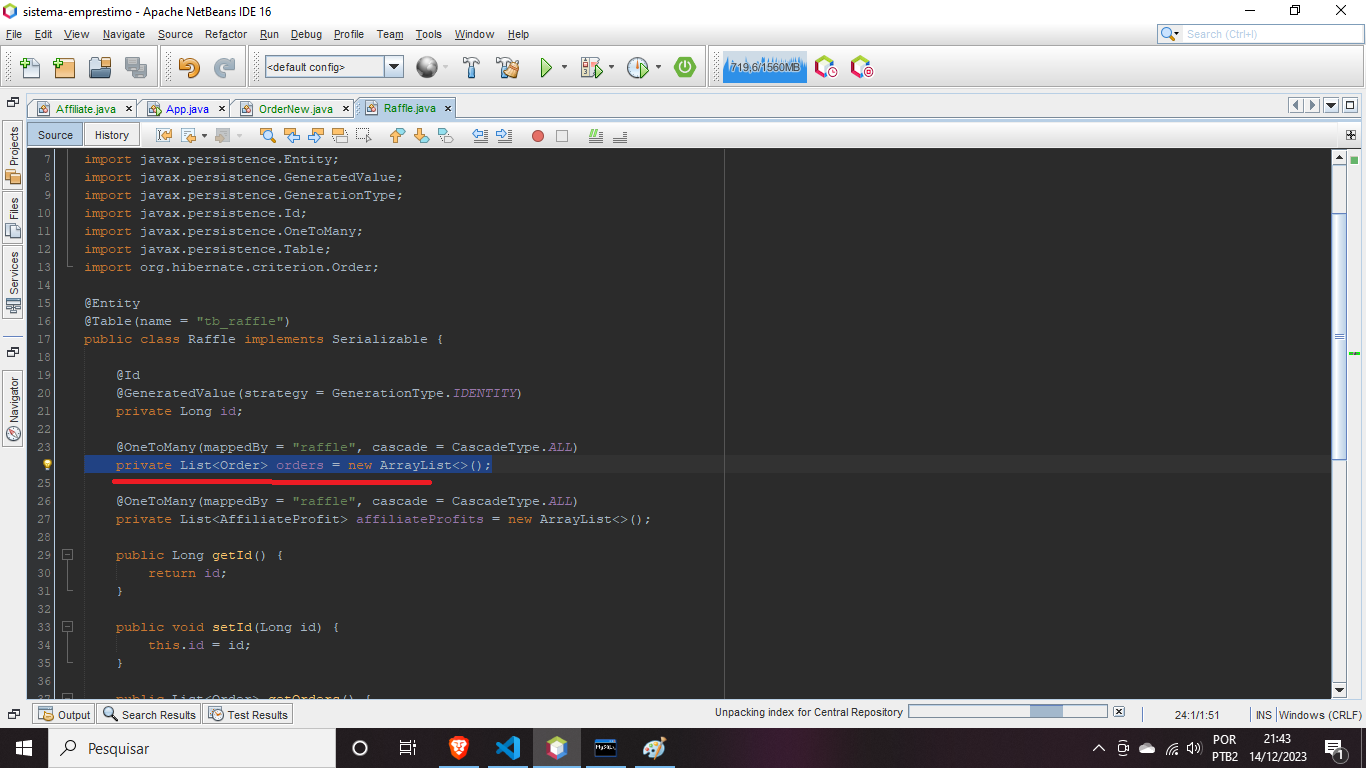 sistema-emprestimo - Apache NetBeans IDE 16
File Edit View Navigate Source Refactor Run Debug Profile Team Tools Window Help
Search (Ctrl+I)
<default config>
719,6/1560MB
Affiliate.java
App.java
OrderNew.java
Raffle.java
Source
History
Projects
Files
Services
Navigator
7 import javax.persistence.Entity;
8 import javax.persistence.GeneratedValue;
9 import javax.persistence.GenerationType;
10 import javax.persistence.Id;
11 import javax.persistence.OneToMany;
12 import javax.persistence.Table;
13 import org.hibernate.criterion.Order;
14
15 @Entity
16 @Table(name = "tb_raffle")
17 public class Raffle implements Serializable {
18
19 @Id
20 @GeneratedValue(strategy = GenerationType.IDENTITY)
21 private Long id;
22
23 @OneToMany(mappedBy = "raffle", cascade = CascadeType.ALL)
private List<Order> orders = new ArrayList<>();
25
26 @OneToMany(mappedBy = "raffle", cascade = CascadeType.ALL)
27 private List<AffiliateProfit> affiliateProfits = new ArrayList<>();
28
29 public Long getId() {
30 return id;
31 }
32
33 public void setId(Long id) {
34 this.id = id;
35 }
36
37 public List<Order> getOrders() {
Output
Search Results
Test Results
Unpacking index for Central Repository
24:1/1:51
INS
Windows (CRLF)
Pesquisar
POR
PTB2
21:43
14/12/2023
1